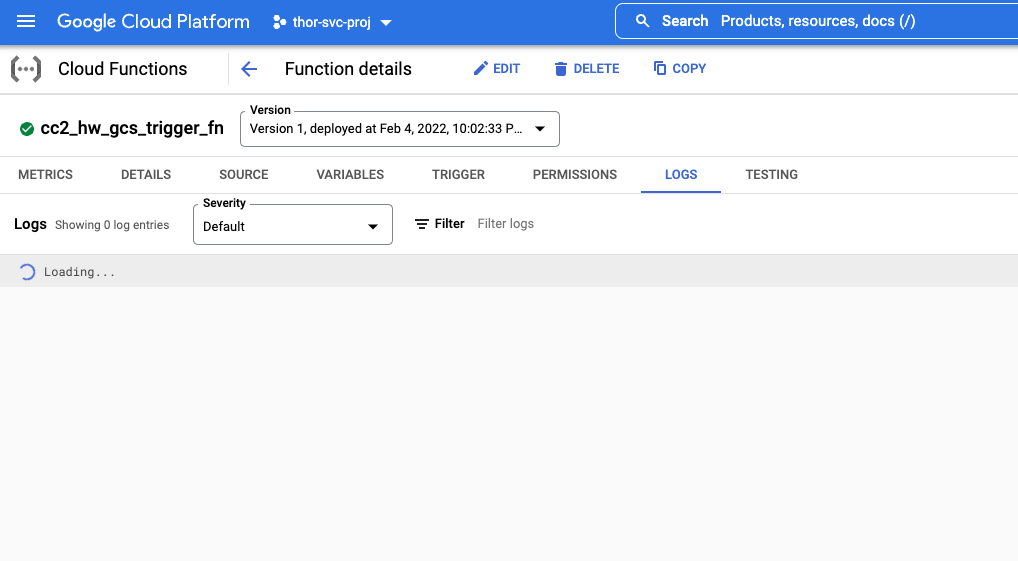 Google Cloud Platform thor-svc-proj Search Products, resources, docs (/)
Cloud Functions Function details EDIT DELETE COPY
Version
cc2_hw_gcs_trigger_fn Version 1, deployed at Feb 4, 2022, 10:02:33 P...
METRICS DETAILS SOURCE VARIABLES TRIGGER PERMISSIONS LOGS TESTING
Severity
Logs Showing 0 log entries Default Filter Filter logs
Loading...